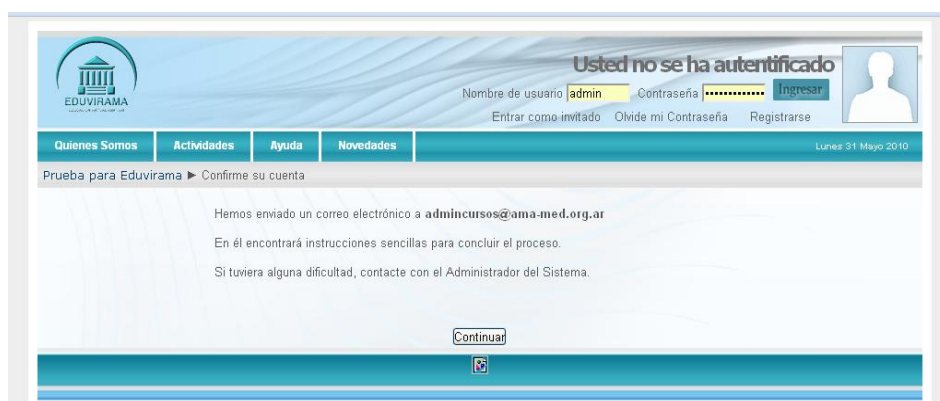 EDUVIRAMA
Usted no se ha autentificado
Nombre de usuario admin Contraseña •••••••••••• Ingresar
Entrar como invitado Olvide mi Contraseña Registrarse
Quienes Somos Actividades Ayuda Novedades Lunes 31 Mayo 2010
Prueba para Eduvirama ► Confirme su cuenta
Hemos enviado un correo electrónico a admincursos@ama-med.org.ar
En él encontrará instrucciones sencillas para concluir el proceso.
Si tuviera alguna dificultad, contacte con el Administrador del Sistema.
Continuar